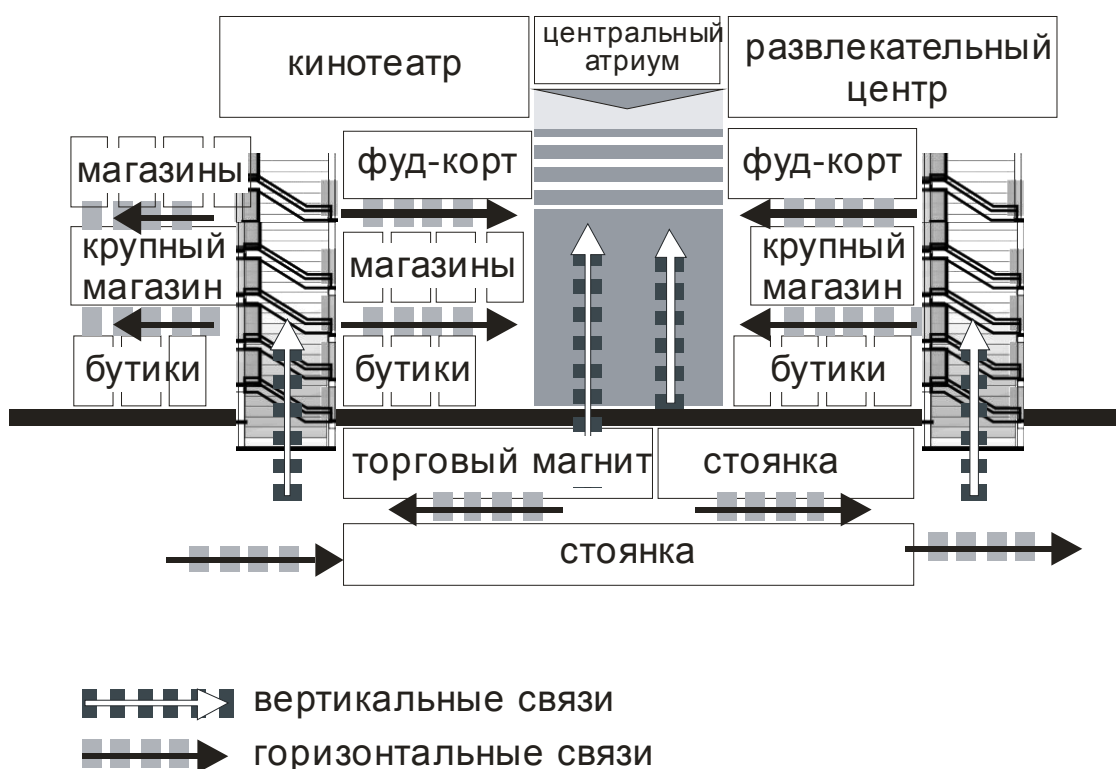 кинотеатр
центральный
атриум
развлекательный
центр
магазины
фуд-корт
фуд-корт
крупный
магазин
магазины
крупный
магазин
бутики
бутики
бутики
торговый магнит
стоянка
стоянка
вертикальные связи
горизонтальные связи